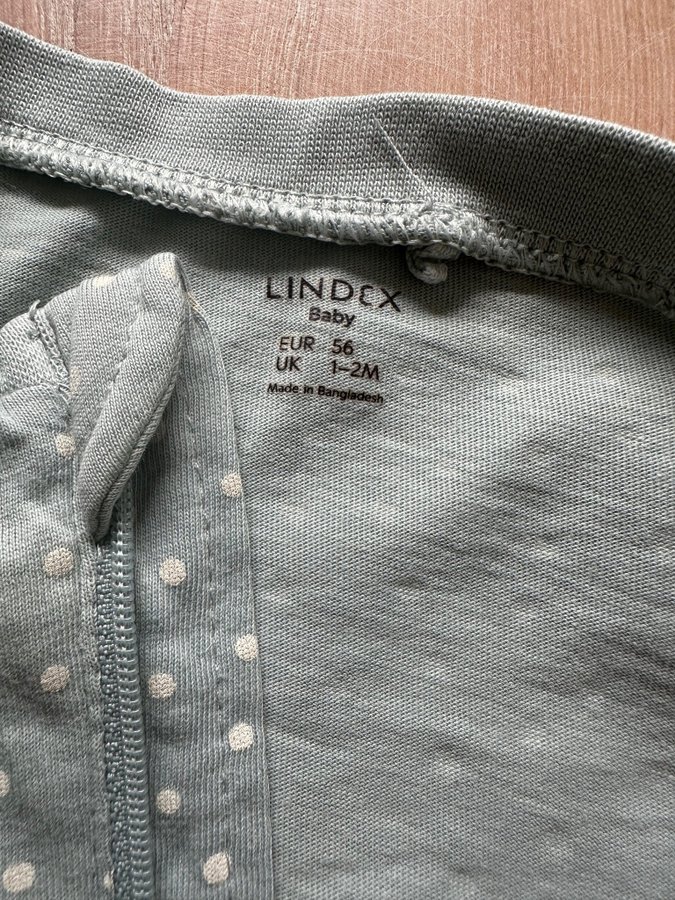 LINDEX
Baby
EUR 56
UK 1-2M
Made in Bangladesh